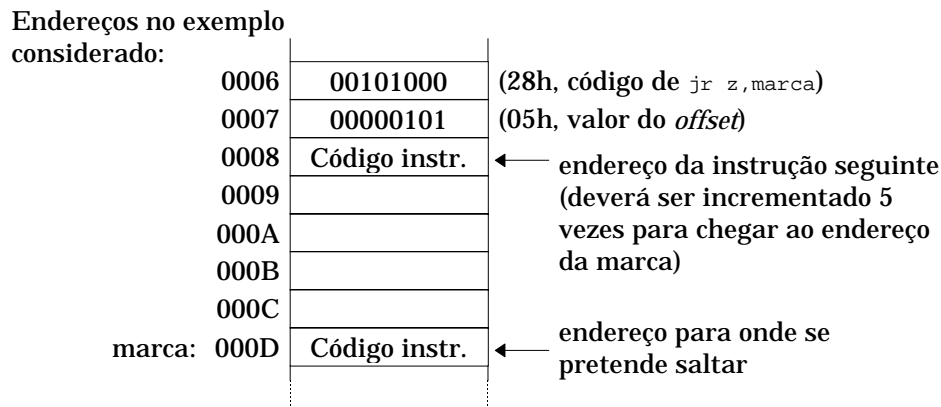 Endereços no exemplo
considerado:
0006 00101000 (28h, código de jr z,marca)
0007 00000101 (05h, valor do offset)
0008 Código instr. endereço da instrução seguinte
0009 (deverá ser incrementado 5
000A vezes para chegar ao endereço
000B da marca)
000C
marca: 000D Código instr. endereço para onde se
pretende saltar